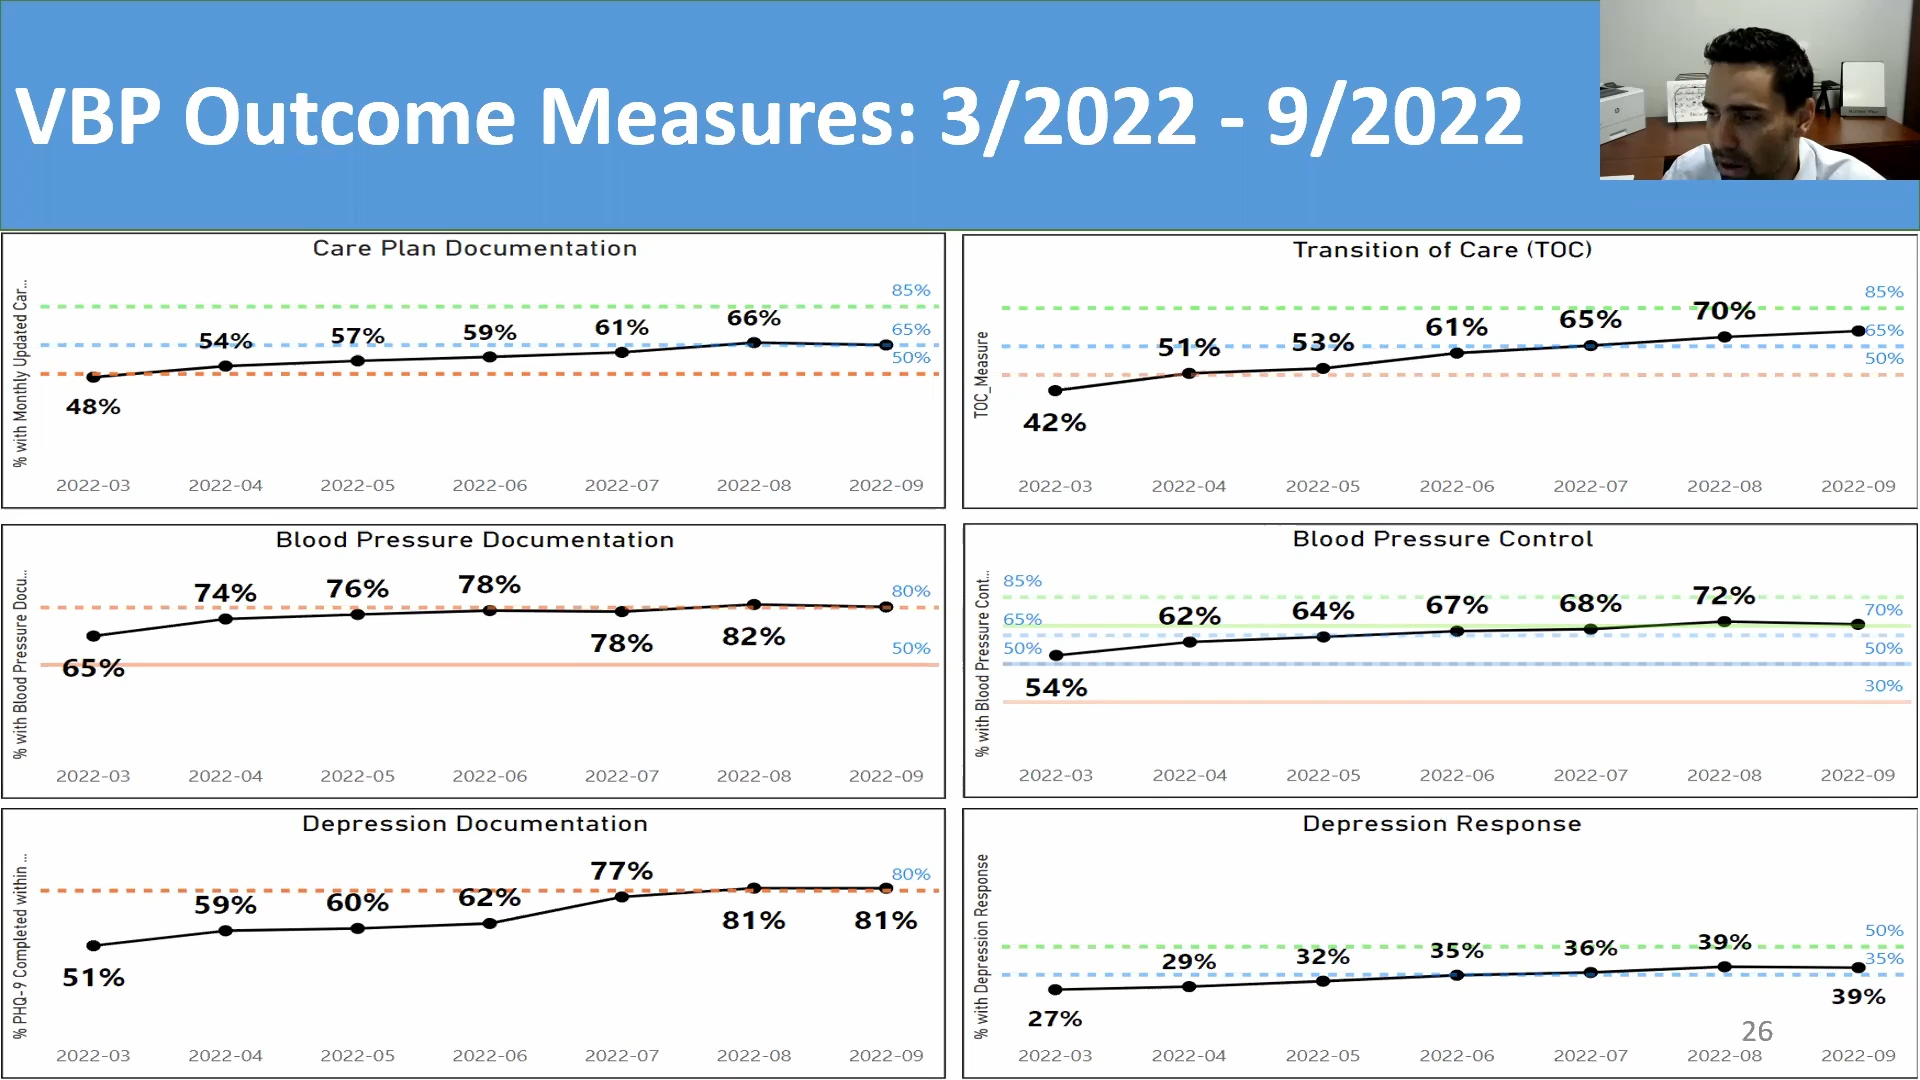 VBP Outcome Measures: 3/2022 - 9/2022
Care Plan Documentation
% with Monthly Updated Car...
85%
65%
50%
48%
54%
57%
59%
61%
66%
2022-03 2022-04 2022-05 2022-06 2022-07 2022-08 2022-09
Transition of Care (TOC)
TOC_Measure
85%
65%
50%
42%
51%
53%
61%
65%
70%
2022-03 2022-04 2022-05 2022-06 2022-07 2022-08 2022-09
Blood Pressure Documentation
% with Blood Pressure Docu...
80%
50%
65%
74%
76%
78%
78%
82%
2022-03 2022-04 2022-05 2022-06 2022-07 2022-08 2022-09
Blood Pressure Control
% with Blood Pressure Cont...
85%
65%
50%
70%
50%
30%
54%
62%
64%
67%
68%
72%
2022-03 2022-04 2022-05 2022-06 2022-07 2022-08 2022-09
Depression Documentation
% PHQ-9 Completed within ...
80%
51%
59%
60%
62%
77%
81%
81%
2022-03 2022-04 2022-05 2022-06 2022-07 2022-08 2022-09
Depression Response
% with Depression Response
50%
35%
27%
29%
32%
35%
36%
39%
39%
26
2022-03 2022-04 2022-05 2022-06 2022-07 2022-08 2022-09